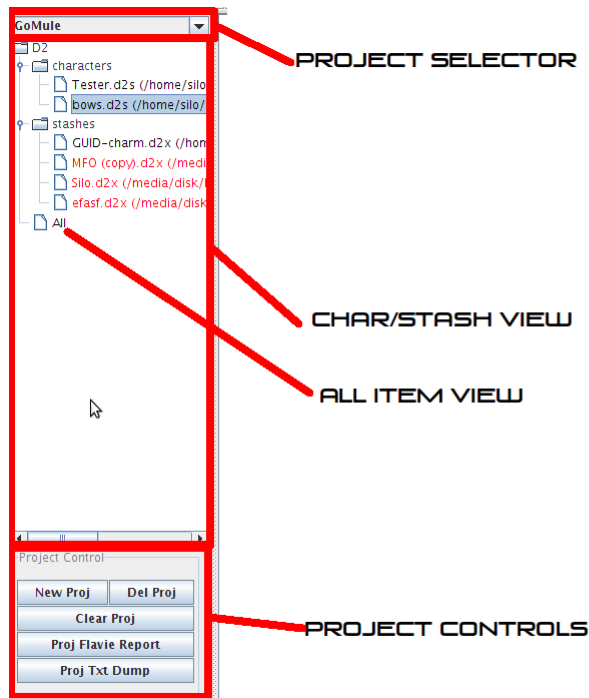 GoMule
PROJECT SELECTOR
D2
characters
Tester.d2s (/home/silo
bows.d2s (/home/silo/
stashes
GUID-charm.d2x (/hom
MFO (copy).d2x (/medi
Silo.d2x (/media/disk/
efasf.d2x (/media/disk
All
CHAR/STASH VIEW
ALL ITEM VIEW
Project Control
New Proj Del Proj
Clear Proj
PROJECT CONTROLS
Proj Flavie Report
Proj Txt Dump